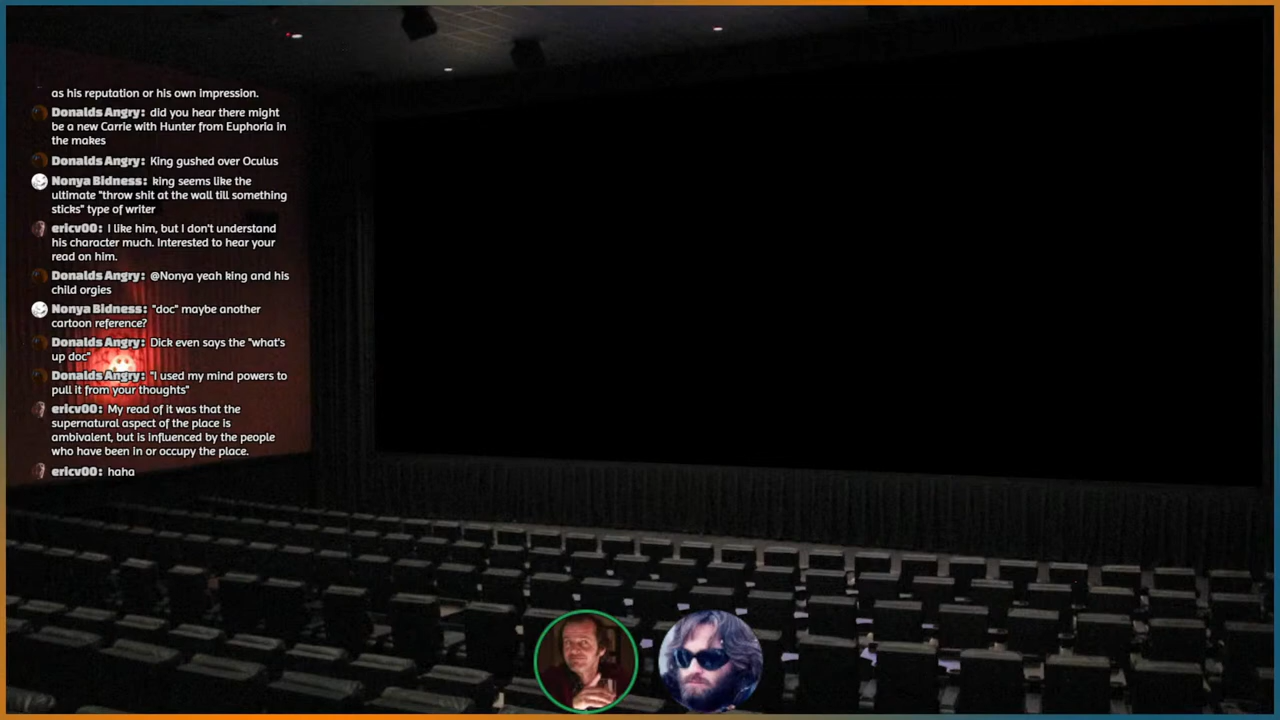 as his reputation or his own impression.
Donalds Angry: did you hear there might
be a new Carrie with Hunter from Euphoria in
the makes
Donalds Angry: King gushed over Oculus
Nonya Bidness: king seems like the
ultimate "throw shit at the wall till something
sticks" type of writer
ericv00: I like him, but I don't understand
his character much. Interested to hear your
read on him.
Donalds Angry: @Nonya yeah king and his
child orgies
Nonya Bidness: "doc" maybe another
cartoon reference?
Donalds Angry: Dick even says the "what's
up doc"
Donalds Angry: "I used my mind powers to
pull it from your thoughts"
ericv00: My read of it was that the
supernatural aspect of the place is
ambivalent, but is influenced by the people
who have been in or occupy the place.
ericv00: haha